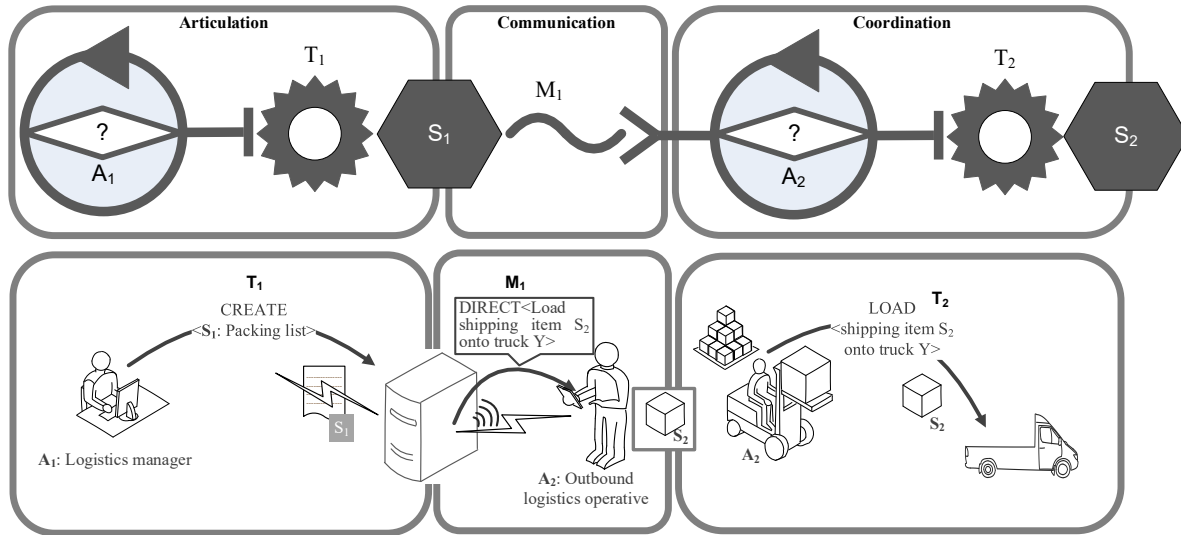 Articulation
Communication
Coordination
T1
T2
M1
?
A1
S1
?
A2
S2
T1
CREATE
<S1: Packing list>
S1
A1: Logistics manager
M1
DIRECT<Load
shipping item S2
onto truck Y>
S2
A2: Outbound
logistics operative
T2
LOAD
<shipping item S2
onto truck Y>
A2
S2